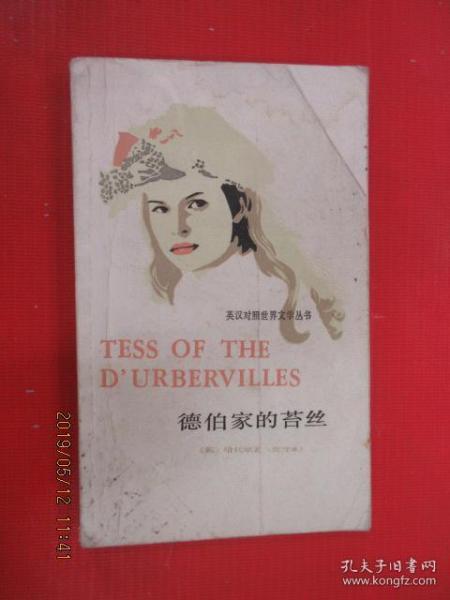 英汉对照世界文学丛书
TESS OF THE
D'URBERVILLES
德伯家的苔丝
2019/05/12 11:41
孔夫子旧书网
www.kongfz.com